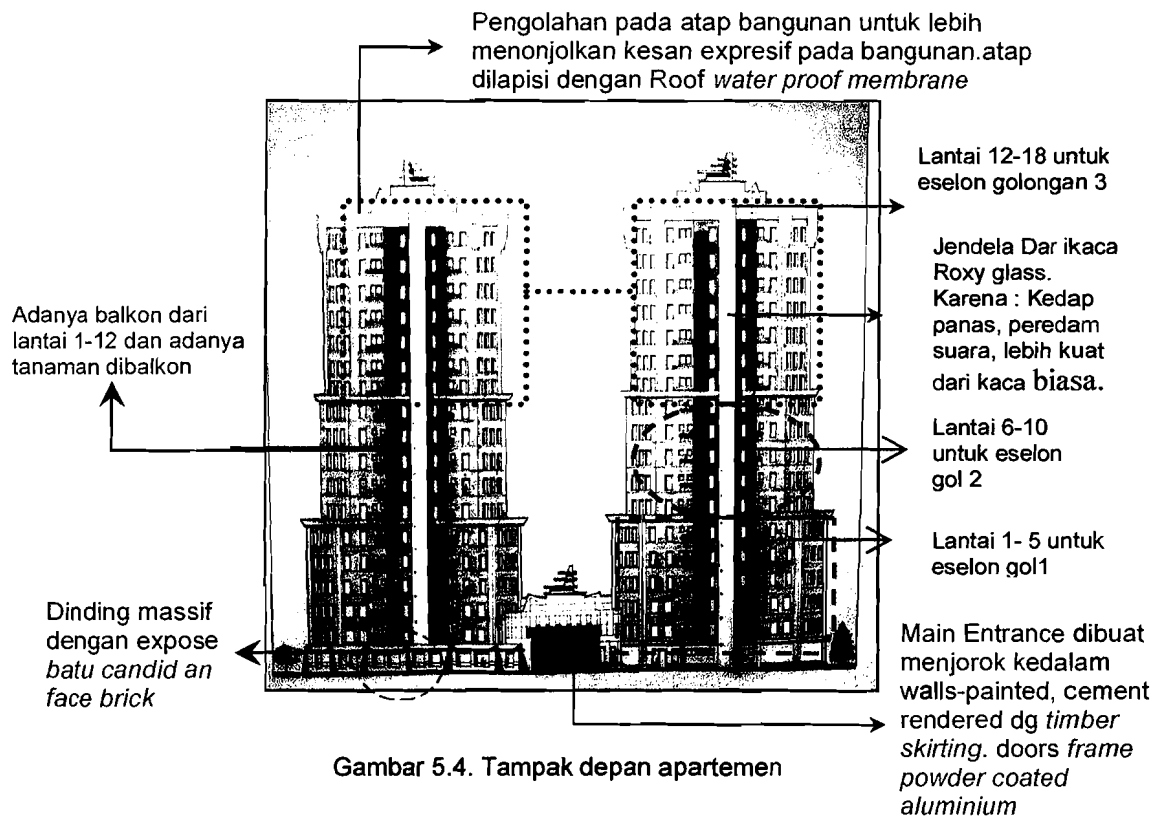 Pengolahan pada atap bangunan untuk lebih
menonjolkan kesan expresif pada bangunan.atap
dilapisi dengan Roof water proof membrane
Lantai 12-18 untuk
eselon golongan 3
Jendela Dar ikaca
Roxy glass.
Karena : Kedap
panas, peredam
suara, lebih kuat
dari kaca biasa.
Adanya balkon dari
lantai 1-12 dan adanya
tanaman dibalkon
Lantai 6-10
untuk eselon
gol 2
Lantai 1- 5 untuk
eselon gol1
Dinding massif
dengan expose
batu candid an
face brick
Main Entrance dibuat
menjorok kedalam
walls-painted, cement
rendered dg timber
skirting. doors frame
powder coated
aluminium
Gambar 5.4. Tampak depan apartemen